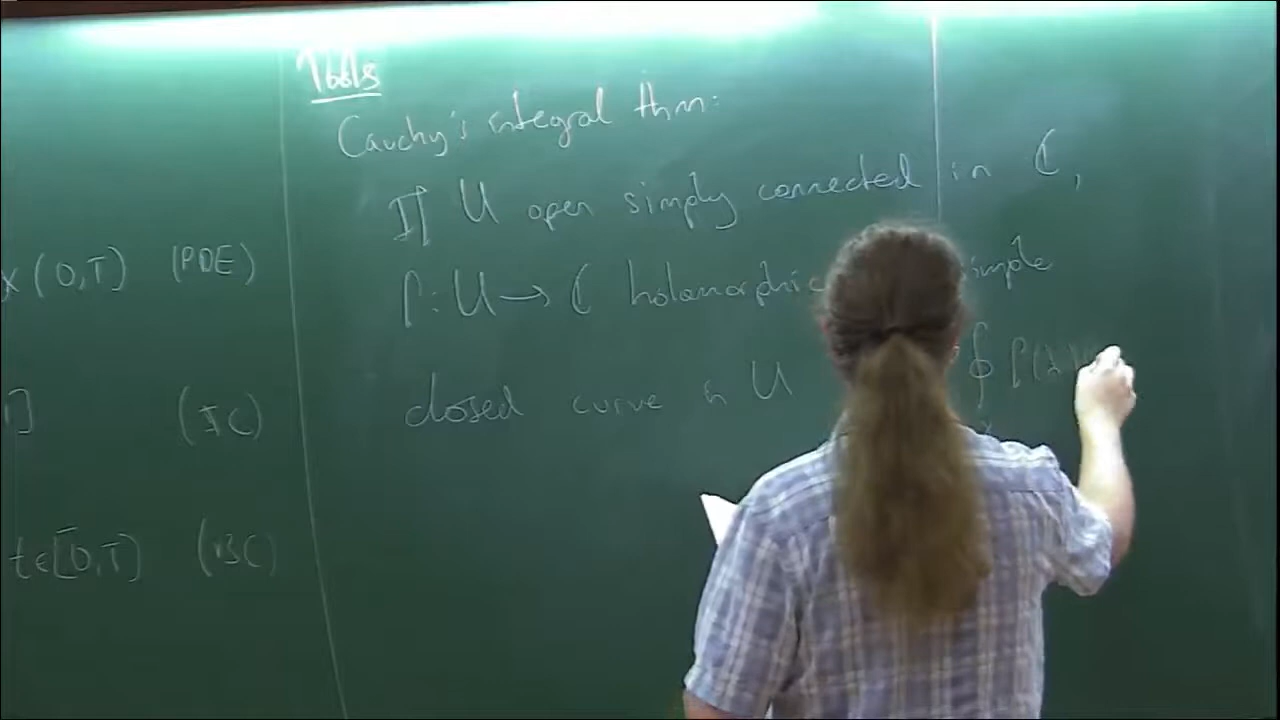 Tools
Cauchy's integral thm:
If U open simply connected in ℂ,
f: U → ℂ holomorphic simple
closed curve in U ∮ f(λ)
x (0,T) (PDE)
(IC)
t∈[0,T] (BC)